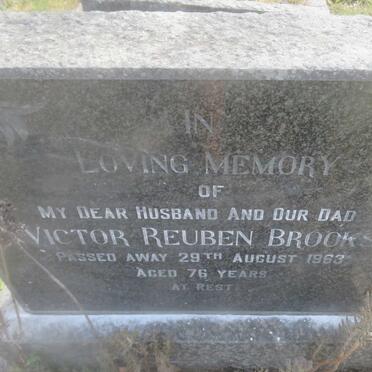 IN
LOVING MEMORY
OF
MY DEAR HUSBAND AND OUR DAD
VICTOR REUBEN BROOKS
PASSED AWAY 29TH AUGUST 1963
AGED 76 YEARS
AT REST.